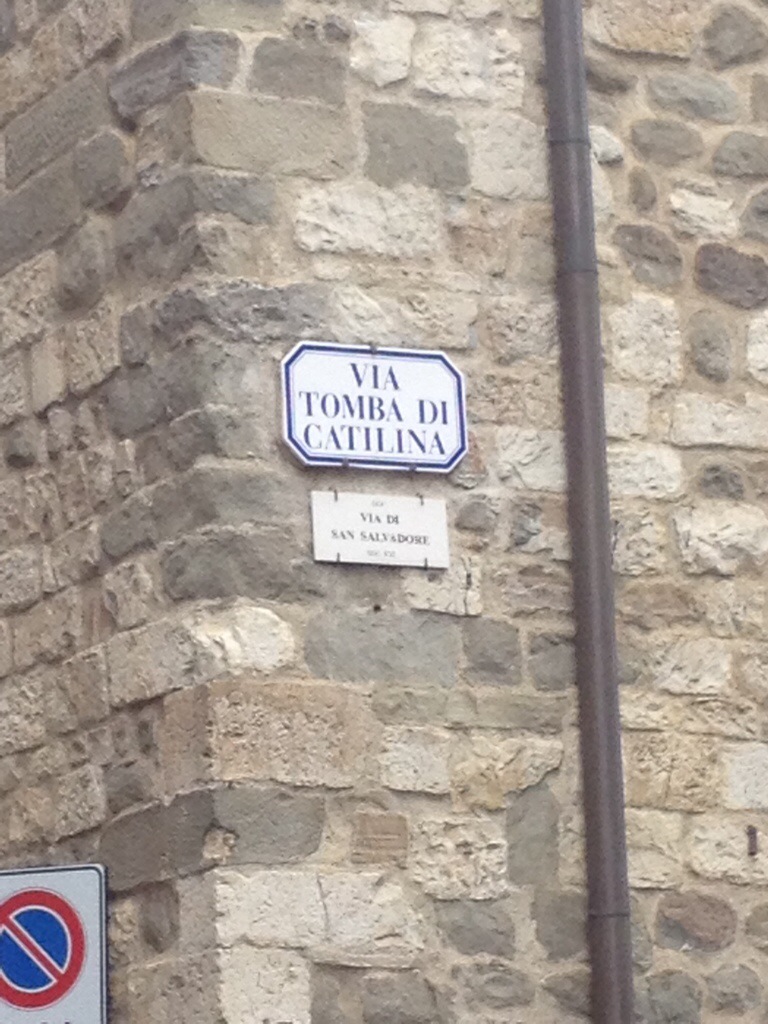 VIA
TOMBA DI
CATILINA
VIA DI
SAN SALVADORE